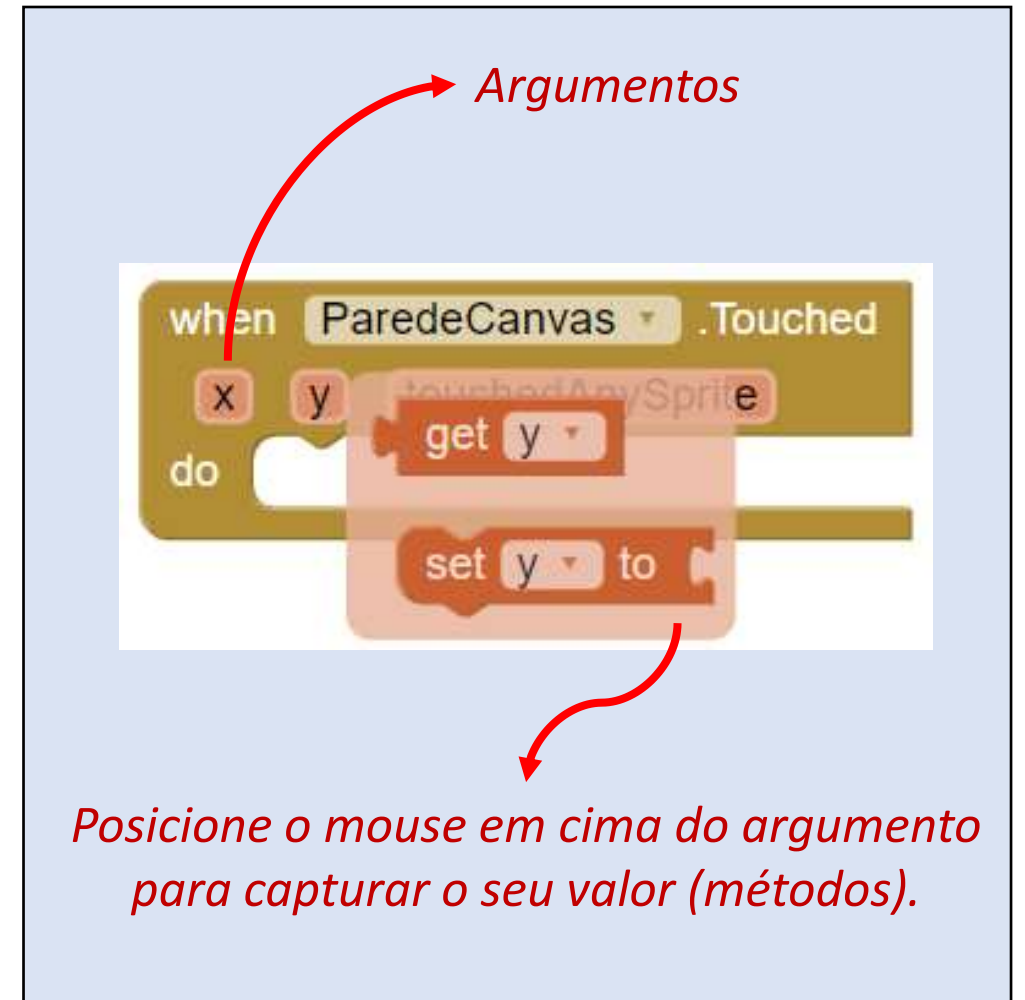 Argumentos
when ParedeCanvas .Touched
x y touchedAnySprite
get y
do
set y to
Posicione o mouse em cima do argumento
para capturar o seu valor (métodos).